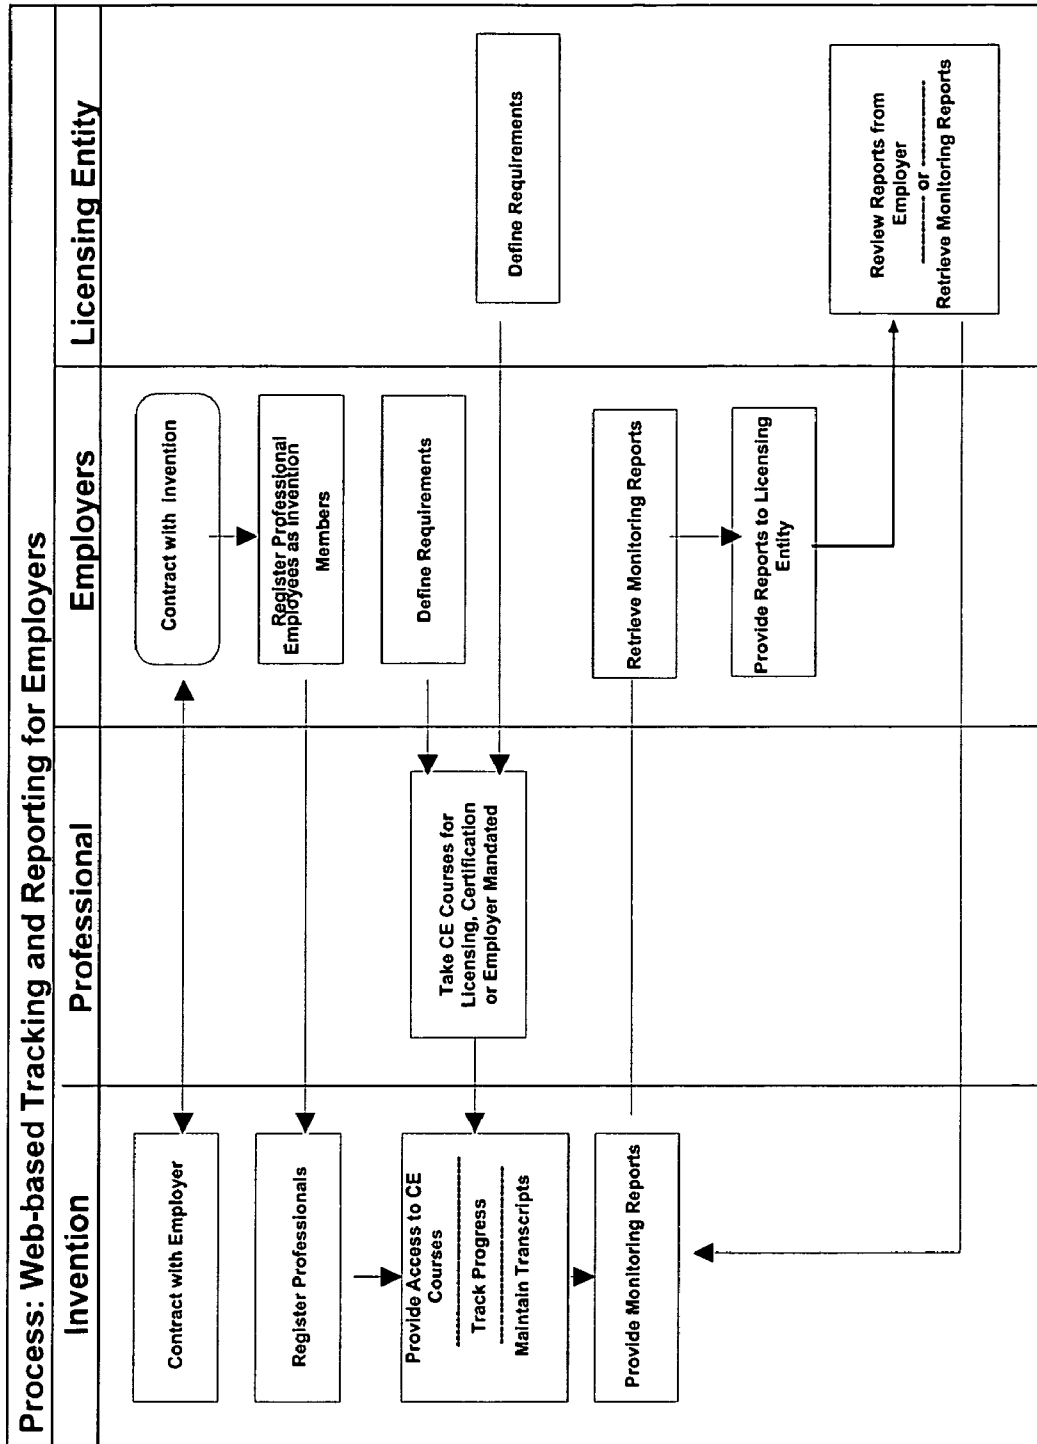 Process: Web-based Tracking and Reporting for Employers
Invention
Professional
Employers
Licensing Entity
Contract with Employer
Contract with Invention
Register Professionals
Register Professional
Employees as Invention
Members
Provide Access to CE
Courses
Track Progress
Maintain Transcripts
Take CE Courses for
Licensing, Certification
or Employer Mandated
Define Requirements
Define Requirements
Provide Monitoring Reports
Retrieve Monitoring Reports
Provide Reports to Licensing
Entity
Review Reports from
Employer
or
Retrieve Monitoring Reports